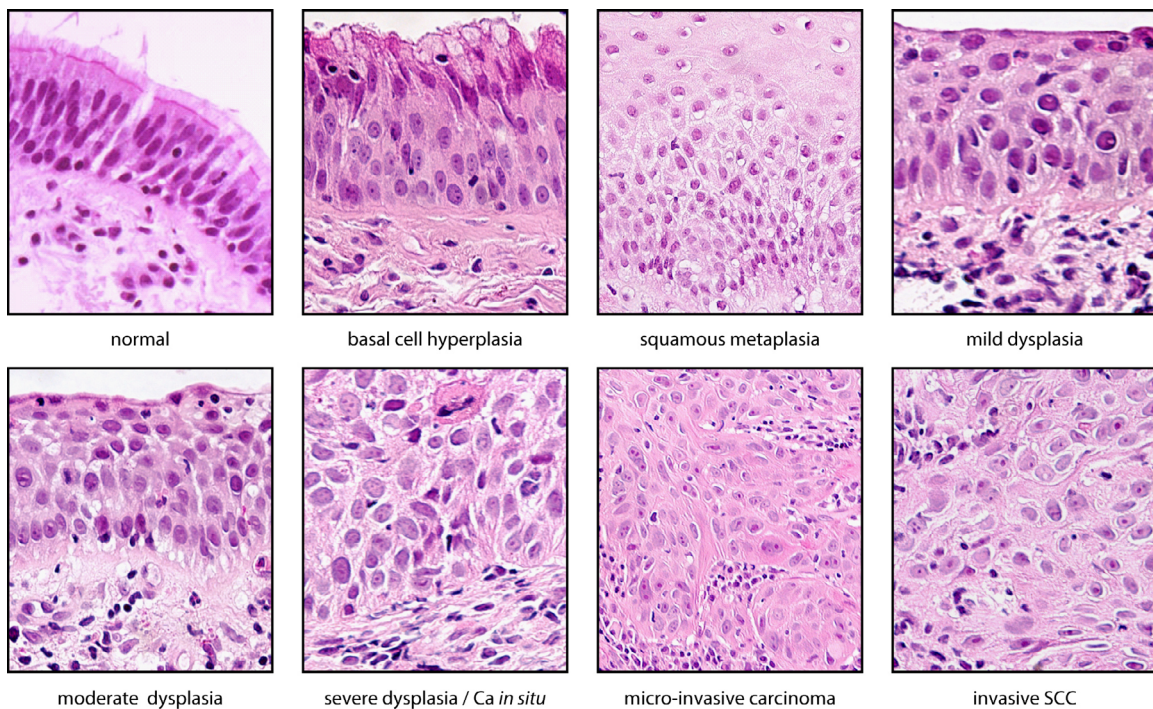 normal
basal cell hyperplasia
squamous metaplasia
mild dysplasia
moderate dysplasia
severe dysplasia / Ca in situ
micro-invasive carcinoma
invasive SCC